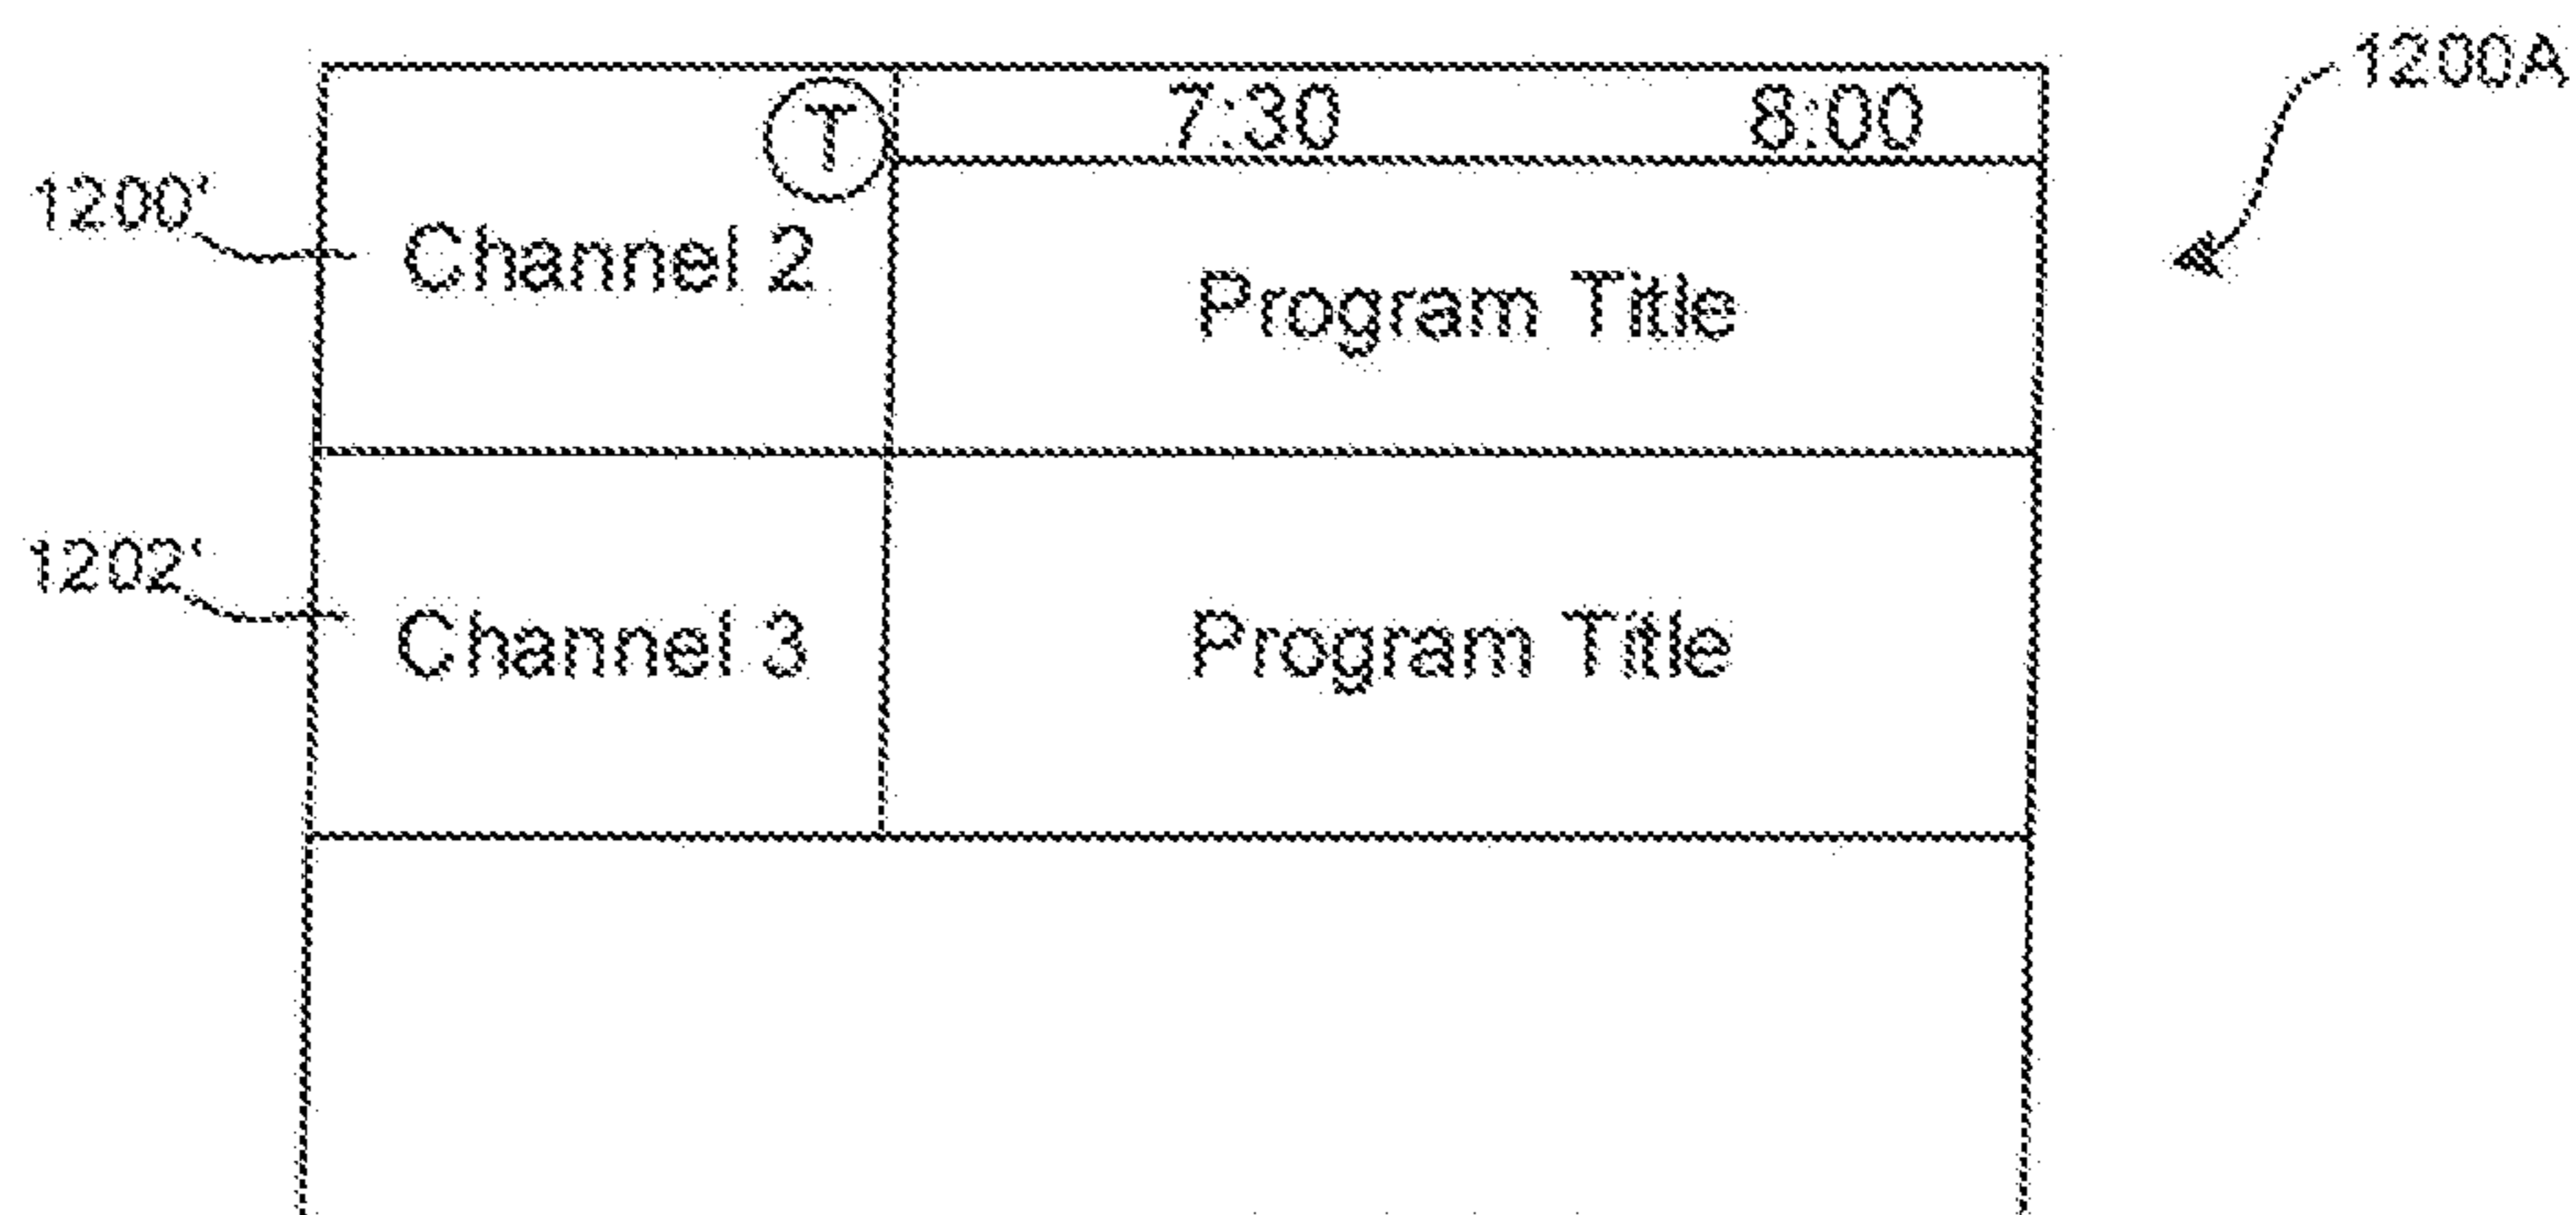 1200A
T 7:30 8:00
1200'
Channel 2
Program Title
1202'
Channel 3 Program Title